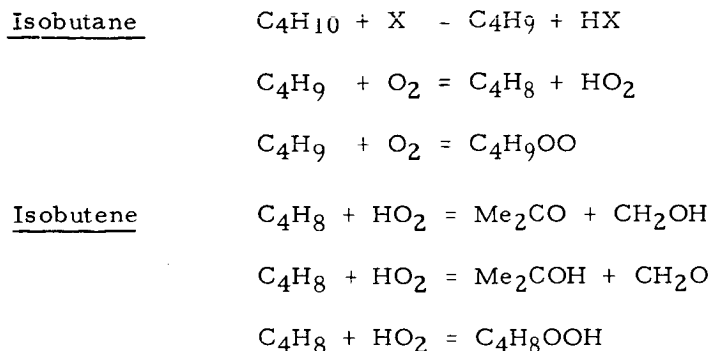 Isobutane C₄H₁₀ + X - C₄H₉ + HX
C₄H₉ + O₂ = C₄H₈ + HO₂
C₄H₉ + O₂ = C₄H₉OO
Isobutene C₄H₈ + HO₂ = Me₂CO + CH₂OH
C₄H₈ + HO₂ = Me₂COH + CH₂O
C₄H₈ + HO₂ = C₄H₈OOH